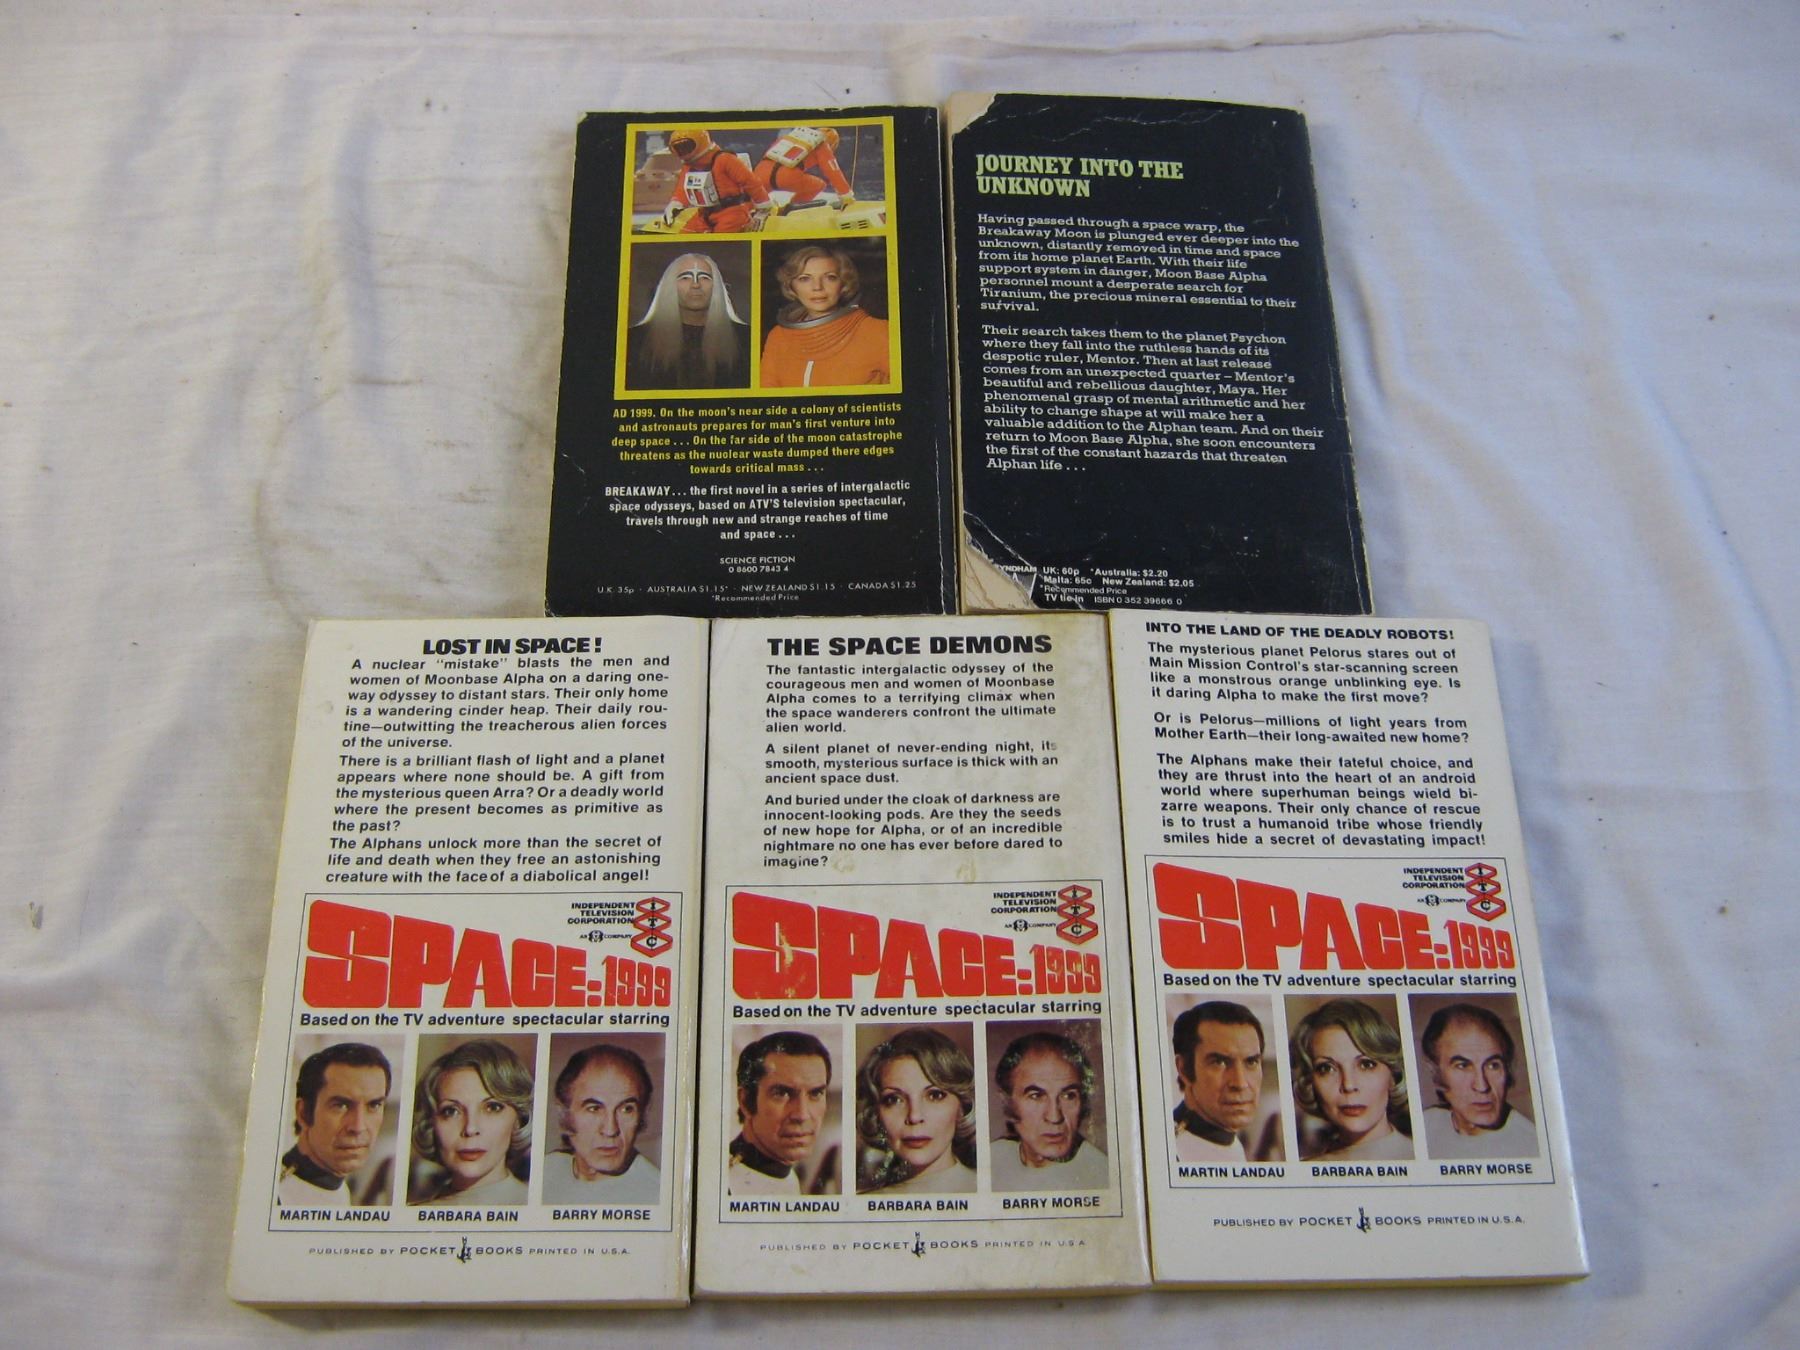 AD 1999. On the moon's near side a colony of scientists
and astronauts prepares for man's first venture into
deep space . . . On the far side of the moon catastrophe
threatens as the nuclear waste dumped there edges
towards critical mass . . .
BREAKAWAY . . . the first novel in a series of intergalactic
space odysseys, based on ATV'S television spectacular,
travels through new and strange reaches of time
and space . . .
SCIENCE FICTION
0 8600 7843 4
U.K. 35p · AUSTRALIA $1.15* · NEW ZEALAND $1.15 · CANADA $1.25
*Recommended Price
JOURNEY INTO THE
UNKNOWN
Having passed through a space warp, the
Breakaway Moon is plunged ever deeper into the
unknown, distantly removed in time and space
from its home planet Earth. With their life
support system in danger, Moon Base Alpha
personnel mount a desperate search for
Tiranium, the precious mineral essential to their
survival.
Their search takes them to the planet Psychon
where they fall into the ruthless hands of its
despotic ruler, Mentor. Then at last release
comes from an unexpected quarter – Mentor's
beautiful and rebellious daughter, Maya. Her
phenomenal grasp of mental arithmetic and her
ability to change shape at will make her a
valuable addition to the Alphan team. And on their
return to Moon Base Alpha, she soon encounters
the first of the constant hazards that threaten
Alphan life . . .
UK: 60p *Australia: $2.20
Malta: 65c New Zealand: $2.05
*Recommended Price
TV tie-in ISBN 0 352 39666 0
LOST IN SPACE!
A nuclear "mistake" blasts the men and
women of Moonbase Alpha on a daring one-
way odyssey to distant stars. Their only home
is a wandering cinder heap. Their daily rou-
tine—outwitting the treacherous alien forces
of the universe.
There is a brilliant flash of light and a planet
appears where none should be. A gift from
the mysterious queen Arra? Or a deadly world
where the present becomes as primitive as
the past?
The Alphans unlock more than the secret of
life and death when they free an astonishing
creature with the face of a diabolical angel!
INDEPENDENT
TELEVISION
CORPORATION
AN COMPANY
ITC
SPACE:1999
Based on the TV adventure spectacular starring
MARTIN LANDAU BARBARA BAIN BARRY MORSE
PUBLISHED BY POCKET BOOKS PRINTED IN U.S.A.
THE SPACE DEMONS
The fantastic intergalactic odyssey of the
courageous men and women of Moonbase
Alpha comes to a terrifying climax when
the space wanderers confront the ultimate
alien world.
A silent planet of never-ending night, its
smooth, mysterious surface is thick with an
ancient space dust.
And buried under the cloak of darkness are
innocent-looking pods. Are they the seeds
of new hope for Alpha, or of an incredible
nightmare no one has ever before dared to
imagine?
INDEPENDENT
TELEVISION
CORPORATION
AN COMPANY
ITC
SPACE:1999
Based on the TV adventure spectacular starring
MARTIN LANDAU BARBARA BAIN BARRY MORSE
PUBLISHED BY POCKET BOOKS PRINTED IN U.S.A
INTO THE LAND OF THE DEADLY ROBOTS!
The mysterious planet Pelorus stares out of
Main Mission Control's star-scanning screen
like a monstrous orange unblinking eye. Is
it daring Alpha to make the first move?
Or is Pelorus—millions of light years from
Mother Earth—their long-awaited new home?
The Alphans make their fateful choice, and
they are thrust into the heart of an android
world where superhuman beings wield bi-
zarre weapons. Their only chance of rescue
is to trust a humanoid tribe whose friendly
smiles hide a secret of devastating impact!
INDEPENDENT
TELEVISION
CORPORATION
AN COMPANY
ITC
SPACE:1999
Based on the TV adventure spectacular starring
MARTIN LANDAU BARBARA BAIN BARRY MORSE
PUBLISHED BY POCKET BOOKS PRINTED IN U.S.A.